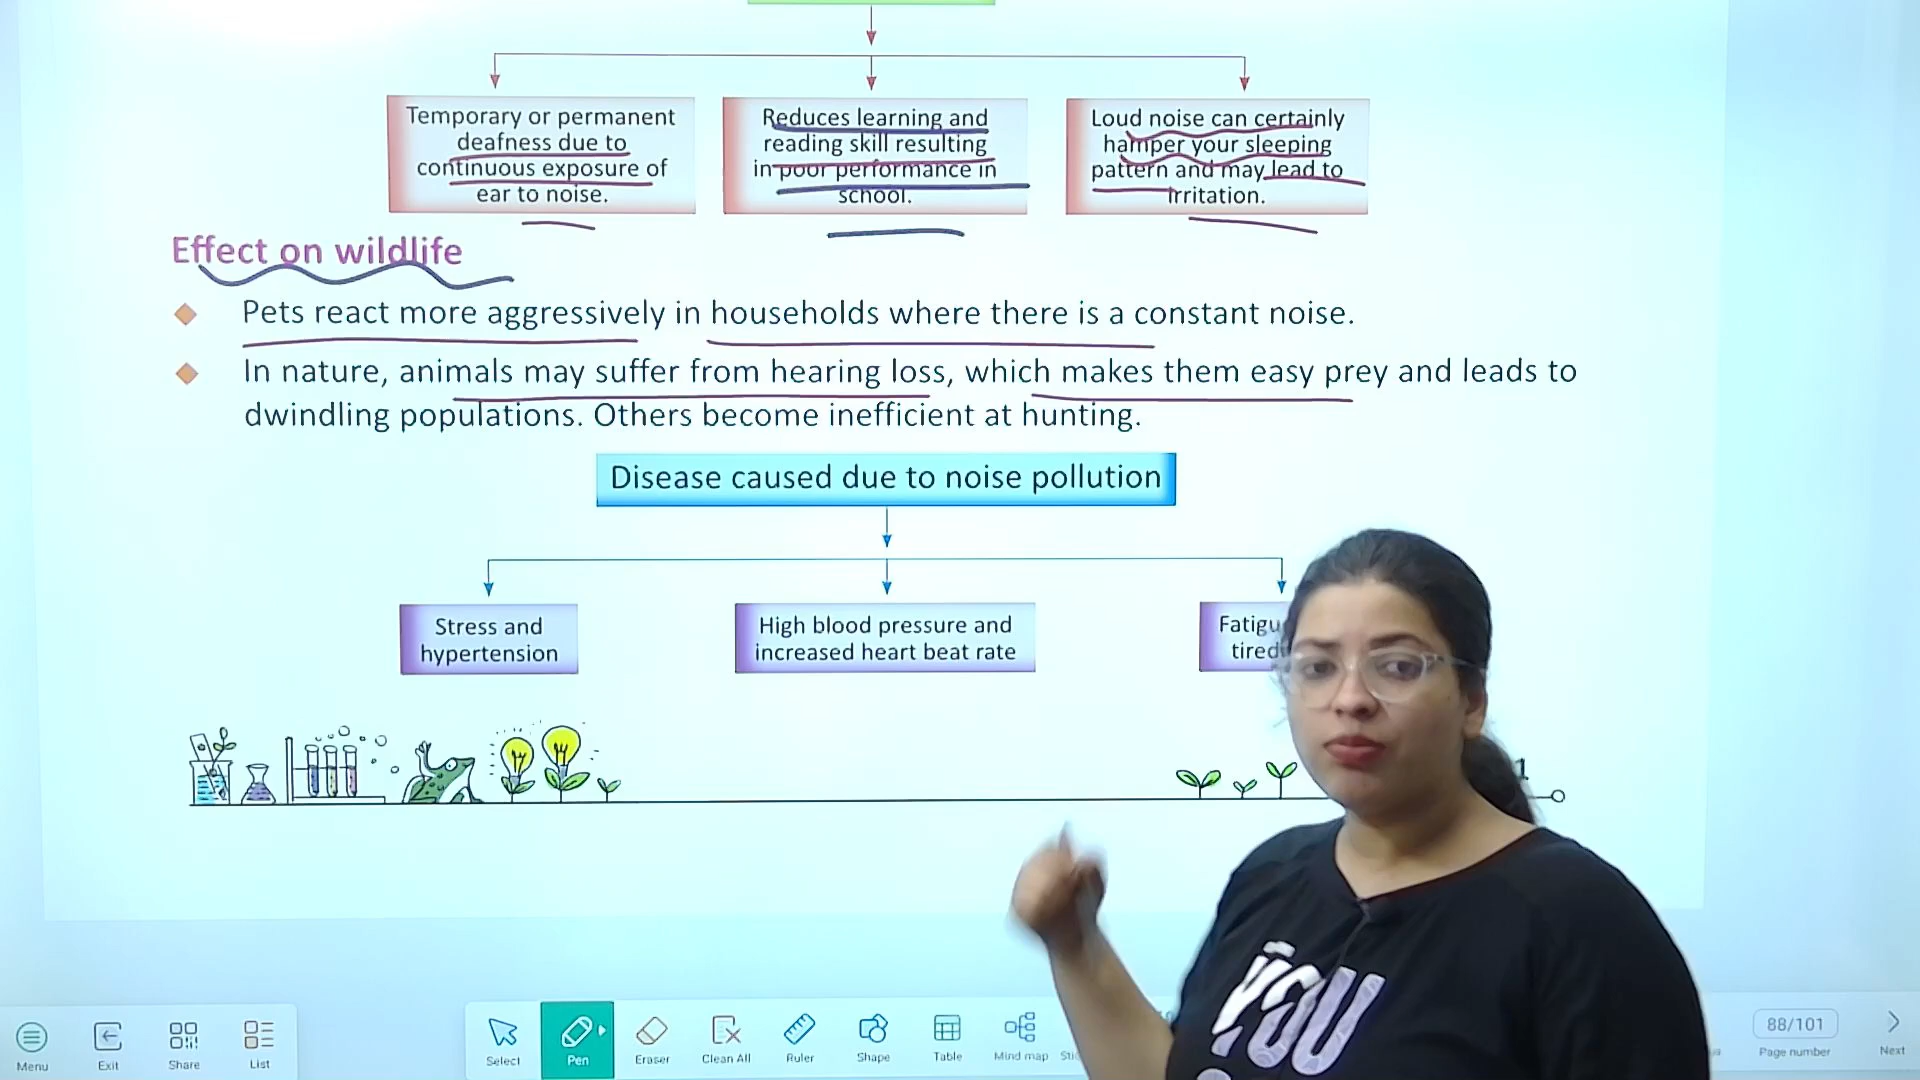 Temporary or permanent
deafness due to
continuous exposure of
ear to noise.
Reduces learning and
reading skill resulting
in poor performance in
school.
Loud noise can certainly
hamper your sleeping
pattern and may lead to
irritation.
Effect on wildlife
Pets react more aggressively in households where there is a constant noise.
In nature, animals may suffer from hearing loss, which makes them easy prey and leads to
dwindling populations. Others become inefficient at hunting.
Disease caused due to noise pollution
Stress and
hypertension
High blood pressure and
increased heart beat rate
Fatigu
tired
1
YOU
Menu
Exit
Share
List
Select
Pen
Eraser
Clean All
Ruler
Shape
Table
Mind map
88/101
Page number
Next